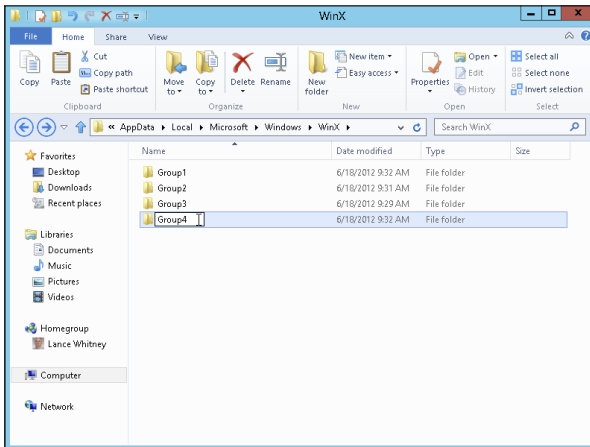 WinX
File Home Share View
Copy Paste Cut Copy path Paste shortcut Move to Copy to Delete Rename New folder New item Easy access Properties Open Edit History Select all Select none Invert selection
Clipboard Organize New Open Select
« AppData Local Microsoft Windows WinX Search WinX
Name Date modified Type Size
Favorites
Desktop
Downloads
Recent places
Libraries
Documents
Music
Pictures
Videos
Homegroup
Lance Whitney
Computer
Network
Group1 6/18/2012 9:32 AM File folder
Group2 6/18/2012 9:31 AM File folder
Group3 6/18/2012 9:29 AM File folder
Group4 6/18/2012 9:32 AM File folder